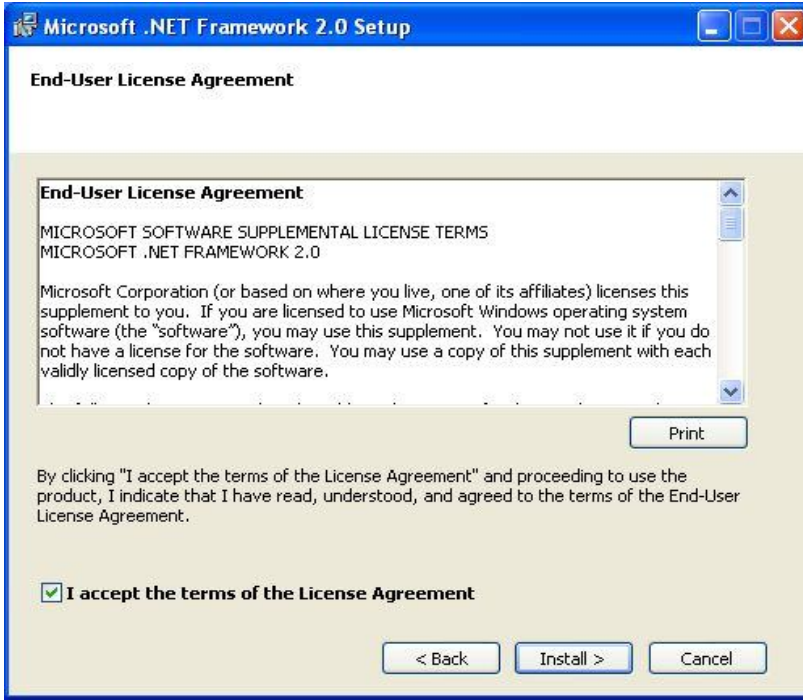 Microsoft .NET Framework 2.0 Setup
End-User License Agreement
End-User License Agreement
MICROSOFT SOFTWARE SUPPLEMENTAL LICENSE TERMS
MICROSOFT .NET FRAMEWORK 2.0
Microsoft Corporation (or based on where you live, one of its affiliates) licenses this
supplement to you.  If you are licensed to use Microsoft Windows operating system
software (the “software”), you may use this supplement.  You may not use it if you do
not have a license for the software.  You may use a copy of this supplement with each
validly licensed copy of the software.
Print
By clicking "I accept the terms of the License Agreement" and proceeding to use the
product, I indicate that I have read, understood, and agreed to the terms of the End-User
License Agreement.
I accept the terms of the License Agreement
< Back Install > Cancel